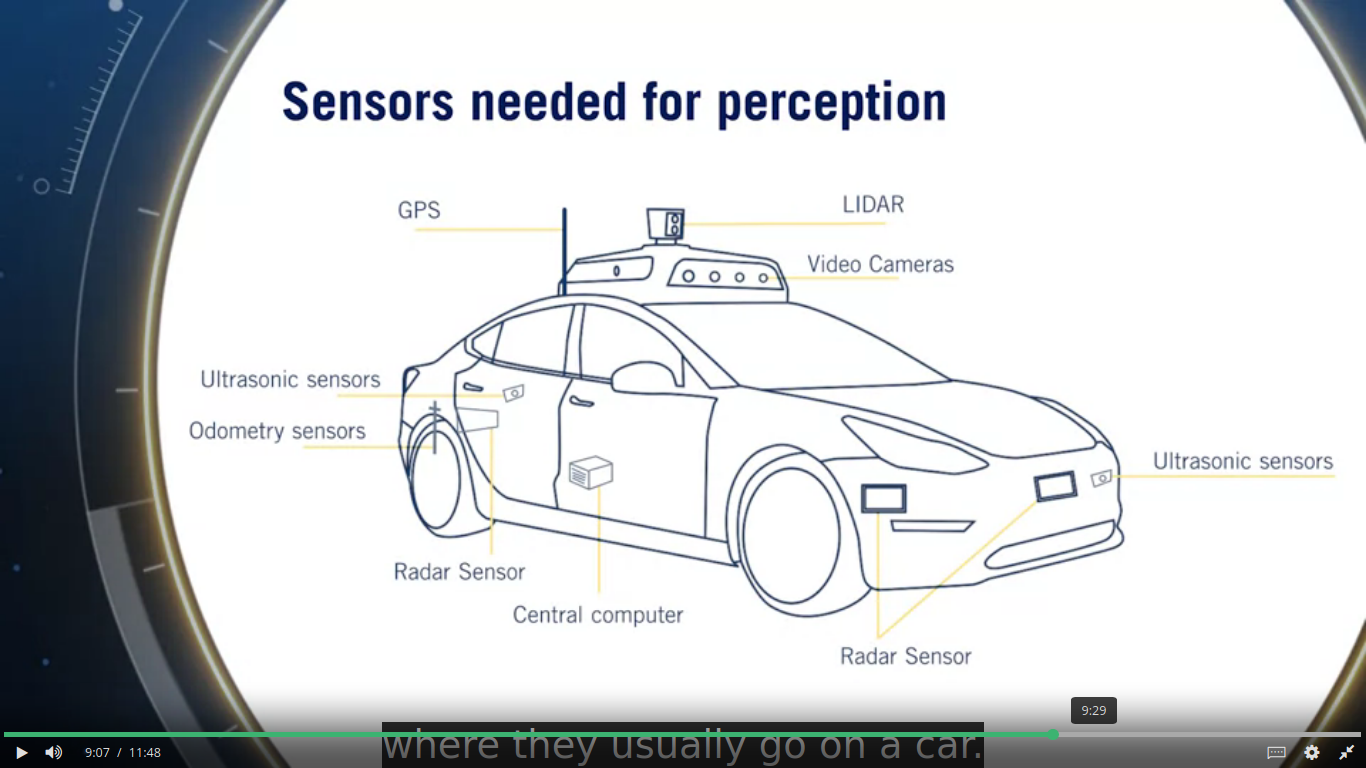 Sensors needed for perception
GPS
LIDAR
Video Cameras
Ultrasonic sensors
Odometry sensors
Ultrasonic sensors
Radar Sensor
Central computer
Radar Sensor
9:29
where they usually go on a car.
9:07 / 11:48